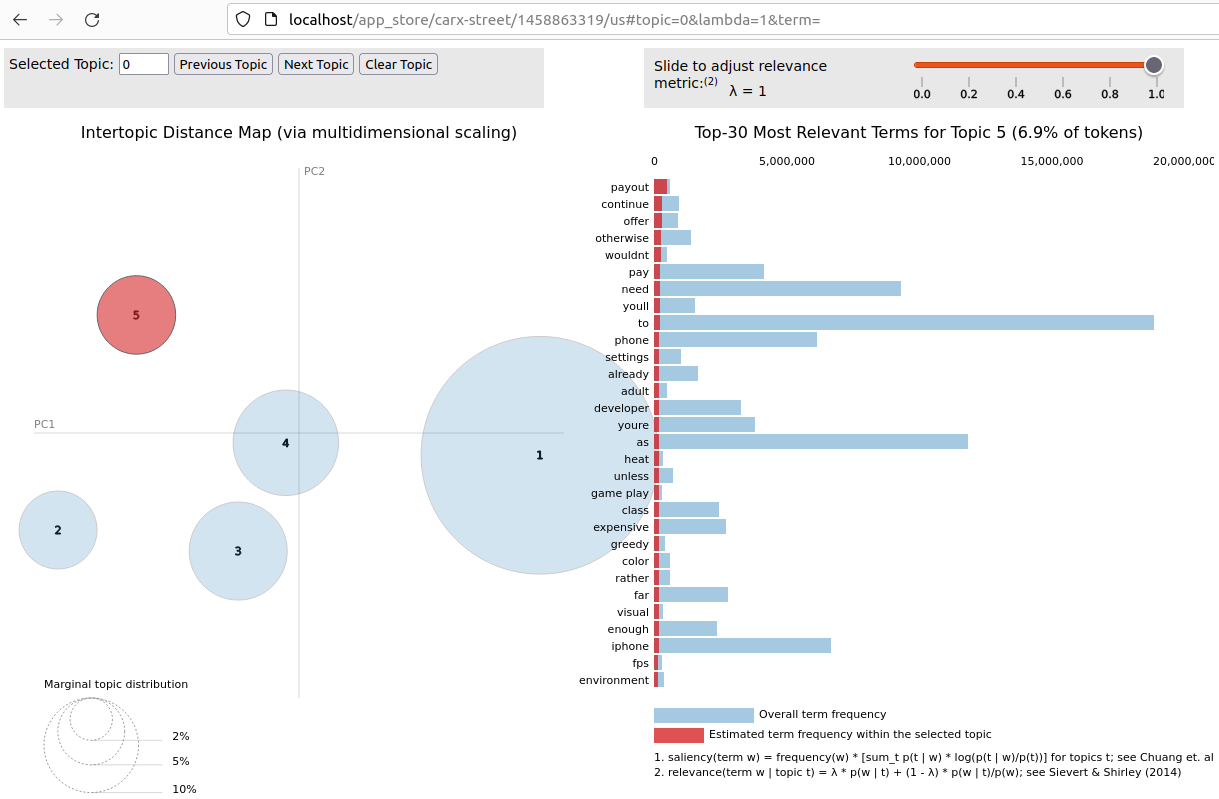 localhost/app_store/carx-street/1458863319/us#topic=0&lambda=1&term=
Selected Topic: 0 Previous Topic Next Topic Clear Topic
Slide to adjust relevance
metric:(2)
λ = 1
0.0 0.2 0.4 0.6 0.8 1.0
Intertopic Distance Map (via multidimensional scaling)
PC2
PC1
5
4
1
2
3
Marginal topic distribution
2%
5%
10%
Top-30 Most Relevant Terms for Topic 5 (6.9% of tokens)
0 5,000,000 10,000,000 15,000,000 20,000,000
payout
continue
offer
otherwise
wouldnt
pay
need
youll
to
phone
settings
already
adult
developer
youre
as
heat
unless
game play
class
expensive
greedy
color
rather
far
visual
enough
iphone
fps
environment
Overall term frequency
Estimated term frequency within the selected topic
1. saliency(term w) = frequency(w) * [sum_t p(t | w) * log(p(t | w)/p(t))] for topics t; see Chuang et. al
2. relevance(term w | topic t) = λ * p(w | t) + (1 - λ) * p(w | t)/p(w); see Sievert & Shirley (2014)